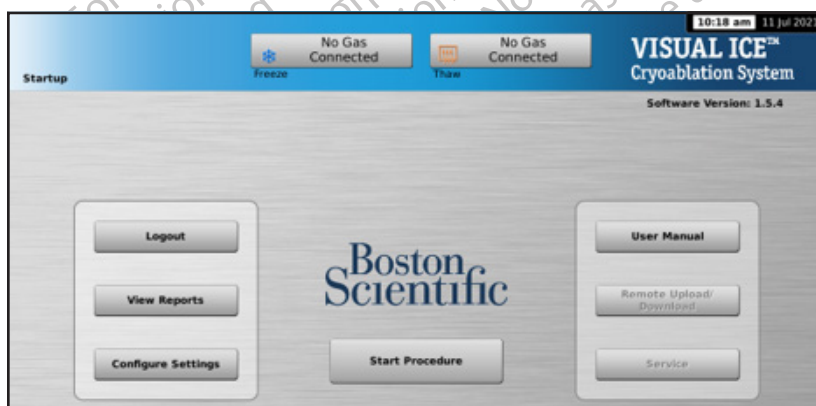 10:18 am 11 Jul 2021
No Gas
Connected
Freeze
No Gas
Connected
Thaw
VISUAL ICE™
Cryoablation System
Startup
Software Version: 1.5.4
Logout
View Reports
Configure Settings
Boston
Scientific
Start Procedure
User Manual
Remote Upload/
Download
Service